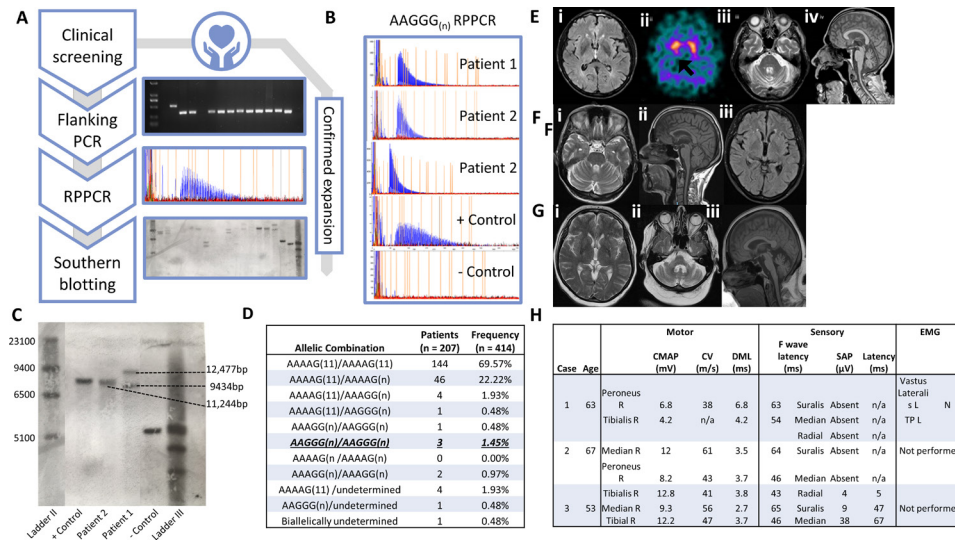 A
Clinical
screening
Flanking
PCR
RPPCR
Southern
blotting
Confirmed expansion
B
AAGGG(n) RPPCR
Patient 1
Patient 2
Patient 2
+ Control
- Control
C
23100
9400
6500
5100
12,477bp
9434bp
11,244bp
Ladder II
+ Control
Patient 2
Patient 1
- Control
Ladder III
D
Allelic Combination Patients (n = 207) Frequency (n = 414)
AAAAG(11)/AAAAG(11) 144 69.57%
AAAAG(11)/AAAAG(n) 46 22.22%
AAAAG(11)/AAAGG(n) 4 1.93%
AAAAG(11)/AAGGG(n) 1 0.48%
AAAGG(n)/AAGGG(n) 1 0.48%
AAGGG(n)/AAGGG(n) 3 1.45%
AAAAG(n /AAAAG(n) 0 0.00%
AAAGG(n)/AAAGG(n) 2 0.97%
AAAAG(11) /undetermined 4 1.93%
AAGGG(n)/undetermined 1 0.48%
Biallelically undetermined 1 0.48%
E
i ii iii iv
F
F
i ii iii
G
i ii iii
H
Motor Sensory EMG
Case Age CMAP (mV) CV (m/s) DML (ms) F wave latency (ms) SAP (μV) Latency (ms)
1 63 Peroneus R 6.8 38 6.8 63 Suralis Absent n/a Vastus Laterali s L N
Tibialis R 4.2 n/a 4.2 54 Median Absent n/a TP L
Radial Absent n/a
2 67 Median R 12 61 3.5 64 Suralis Absent n/a Not performed
Peroneus R 8.2 43 3.7 46 Median Absent n/a
Tibialis R 12.8 41 3.8 43 Radial 4 5
3 53 Median R 9.3 56 2.7 65 Suralis 9 47 Not performed
Tibial R 12.2 47 3.7 46 Median 38 67